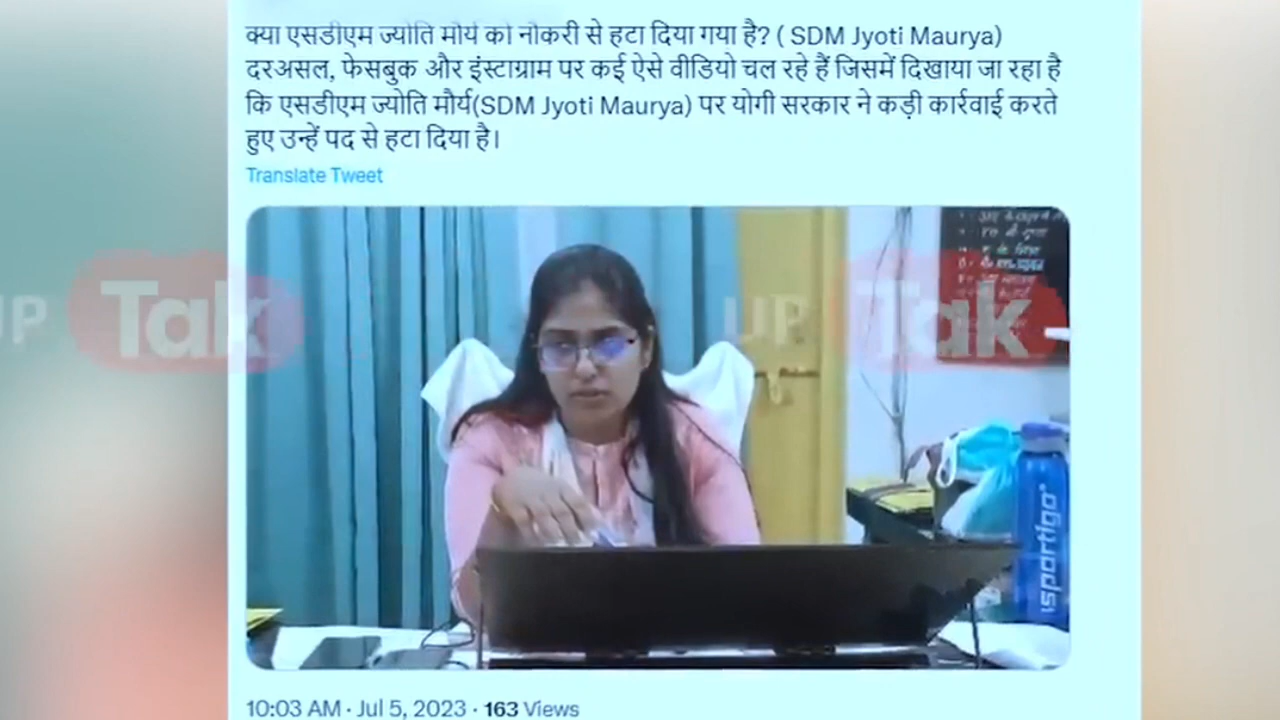 क्या एसडीएम ज्योति मौर्य को नौकरी से हटा दिया गया है? ( SDM Jyoti Maurya)
दरअसल, फेसबुक और इंस्टाग्राम पर कई ऐसे वीडियो चल रहे हैं जिसमें दिखाया जा रहा है
कि एसडीएम ज्योति मौर्य(SDM Jyoti Maurya) पर योगी सरकार ने कड़ी कार्रवाई करते
हुए उन्हें पद से हटा दिया है।
Translate Tweet
UP Tak
UP Tak
sportigo
10:03 AM · Jul 5, 2023 · 163 Views